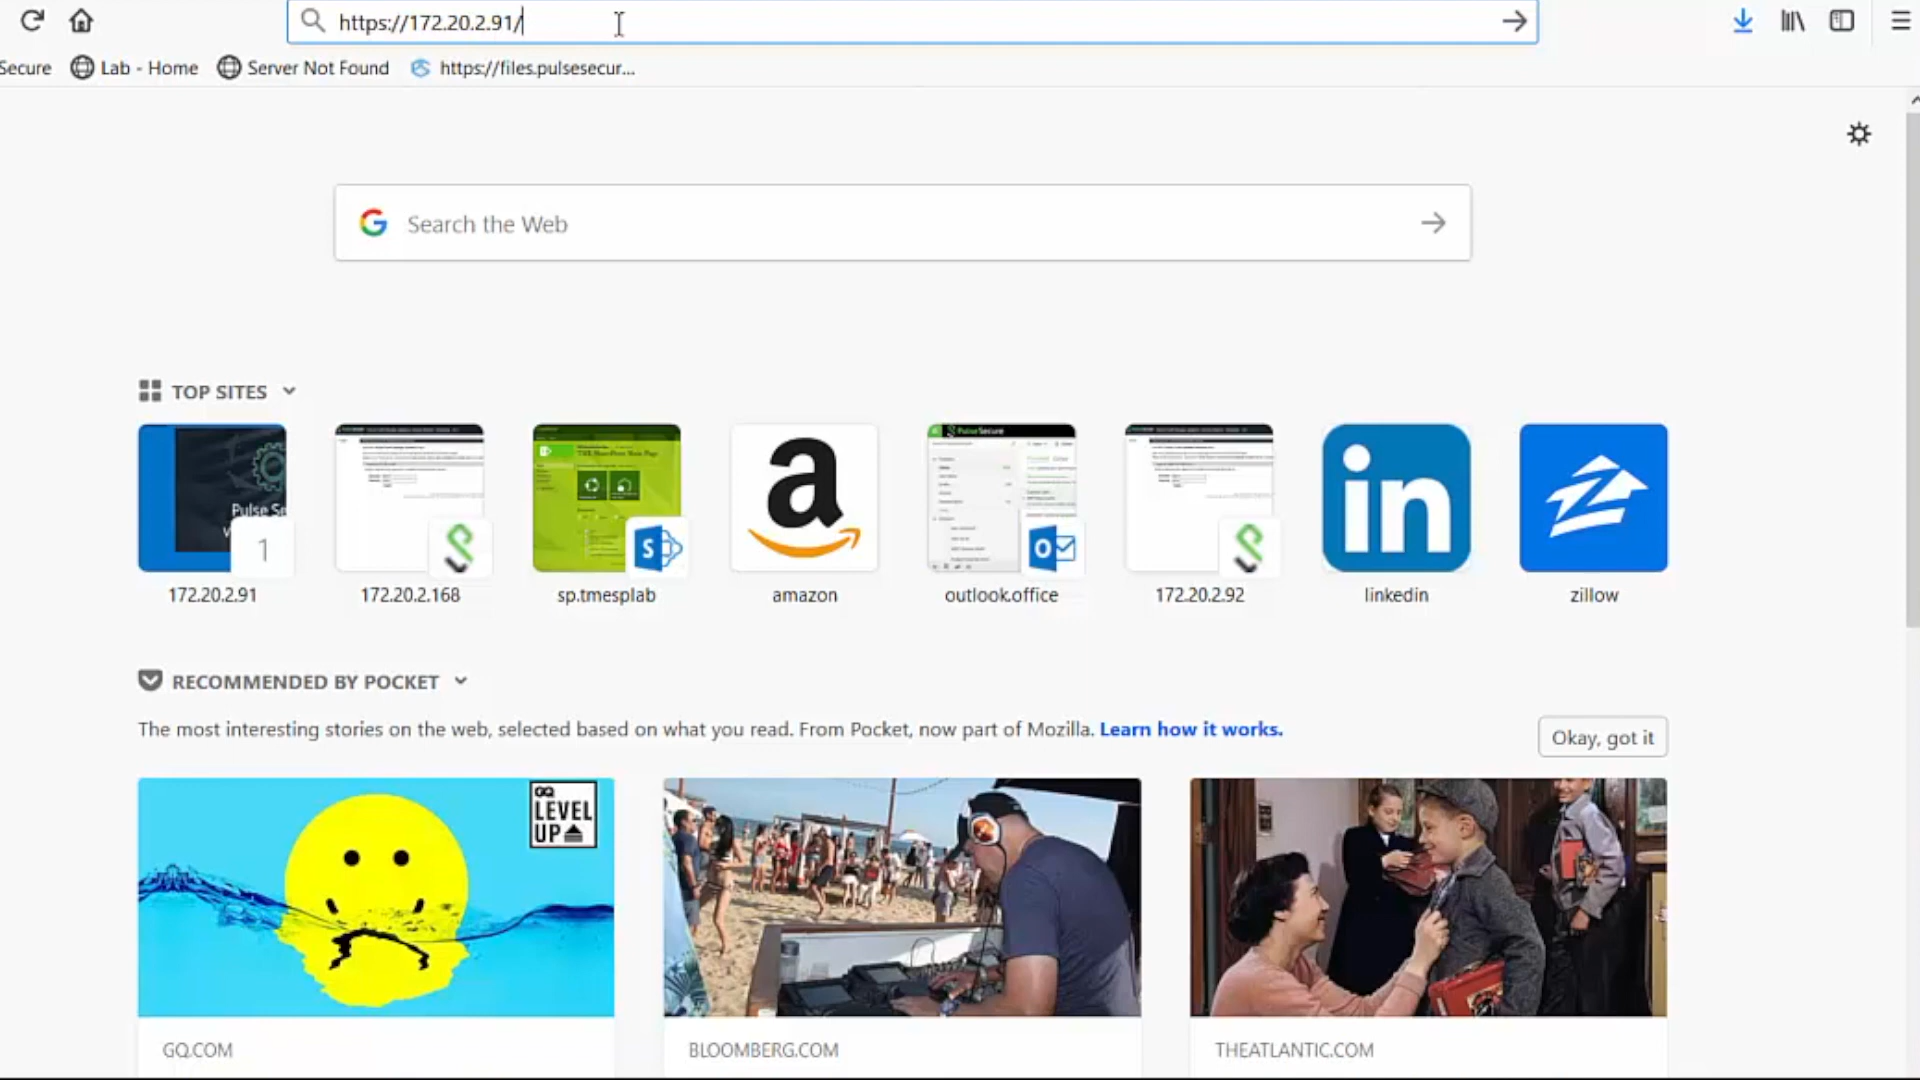 https://172.20.2.91/
Secure
Lab - Home
Server Not Found
https://files.pulsesecur...
Search the Web
TOP SITES
Pulse Se
1
PulseSecure
172.20.2.91
172.20.2.168
sp.tmesplab
amazon
outlook.office
172.20.2.92
linkedin
zillow
RECOMMENDED BY POCKET
The most interesting stories on the web, selected based on what you read. From Pocket, now part of Mozilla. Learn how it works.
Okay, got it
GQ
LEVEL
UP
GQ.COM
BLOOMBERG.COM
THEATLANTIC.COM